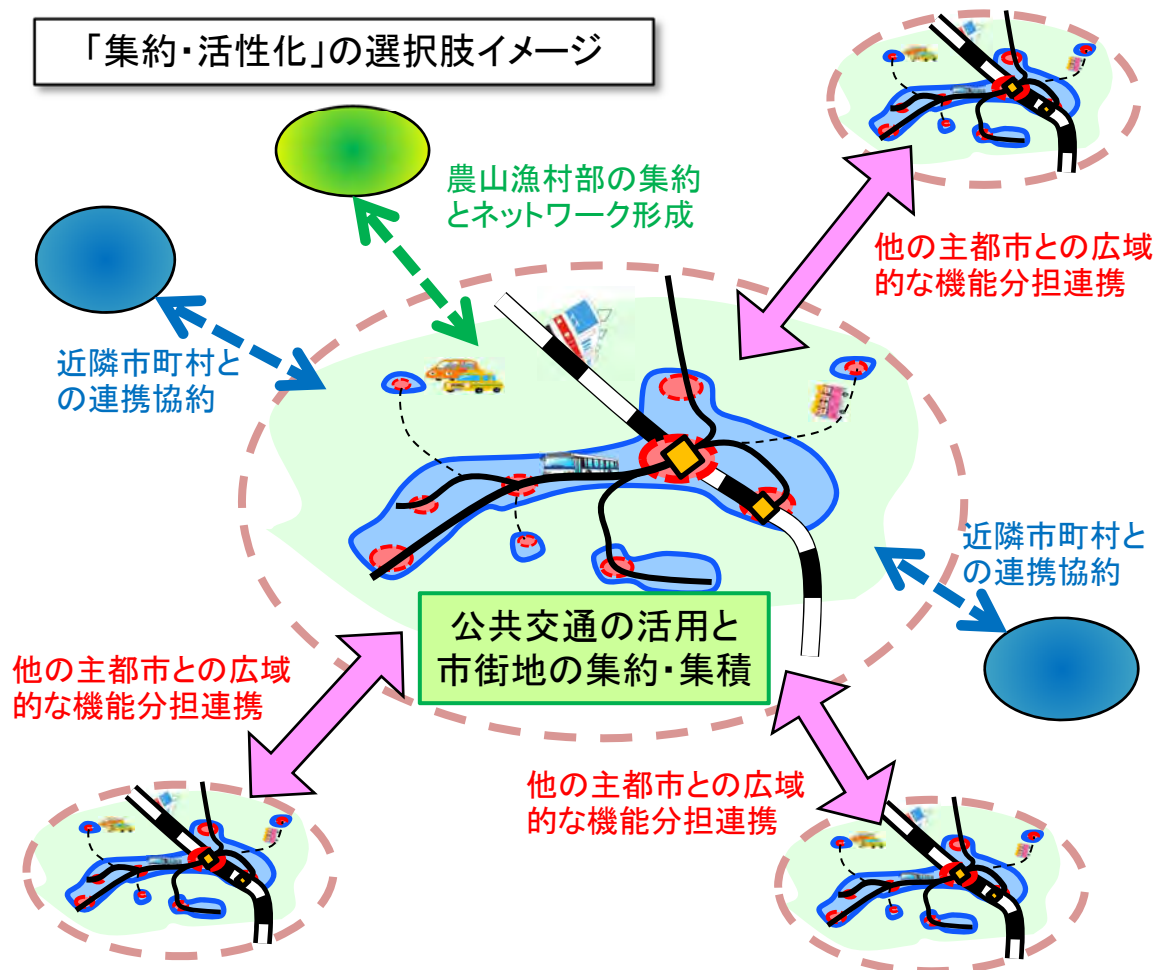 「集約・活性化」の選択肢イメージ
農山漁村部の集約
とネットワーク形成
他の主都市との広域
的な機能分担連携
近隣市町村と
の連携協約
近隣市町村と
の連携協約
公共交通の活用と
市街地の集約・集積
他の主都市との広域
的な機能分担連携
他の主都市との広域
的な機能分担連携